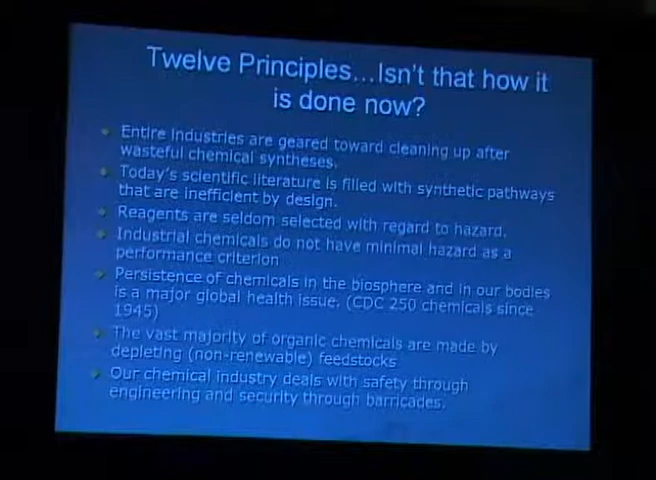 Twelve Principles…Isn't that how it
is done now?
Entire industries are geared toward cleaning up after
wasteful chemical syntheses.
Today's scientific literature is filled with synthetic pathways
that are inefficient by design.
Reagents are seldom selected with regard to hazard.
Industrial chemicals do not have minimal hazard as a
performance criterion
Persistence of chemicals in the biosphere and in our bodies
is a major global health issue. (CDC 250 chemicals since
1945)
The vast majority of organic chemicals are made by
depleting (non-renewable) feedstocks
Our chemical industry deals with safety through
engineering and security through barricades.